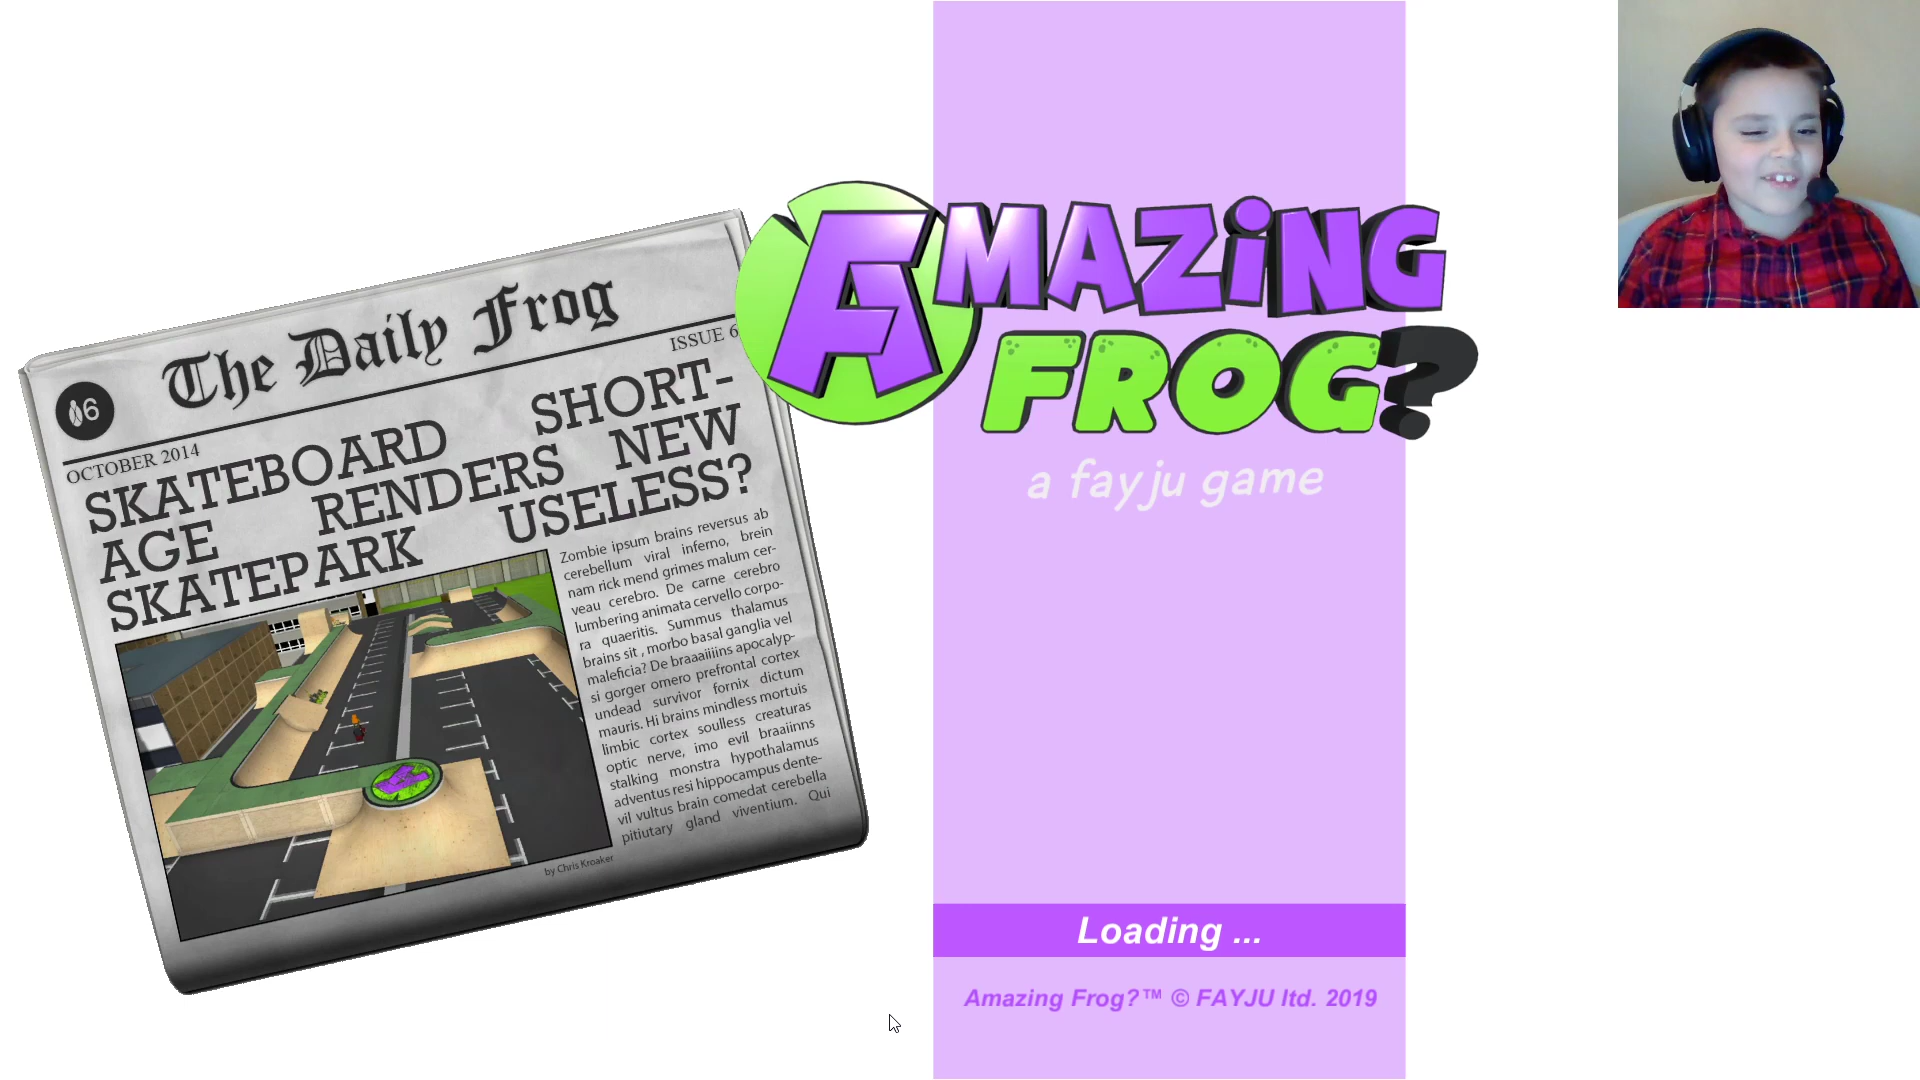 The Daily Frog
6
ISSUE 6
OCTOBER 2014
SKATEBOARD SHORT-
AGE RENDERS NEW
SKATEPARK USELESS?
Zombie ipsum brains reversus ab
cerebellum viral inferno, brein
nam rick mend grimes malum cer-
veau cerebro. De carne cerebro
lumbering animata cervello corpo-
ra quaeritis. Summus thalamus
brains sit , morbo basal ganglia vel
maleficia? De braaaiiiins apocalyp-
si gorger omero prefrontal cortex
undead survivor fornix dictum
mauris. Hi brains mindless mortuis
limbic cortex soulless creaturas
optic nerve, imo evil braaiinns
stalking monstra hypothalamus
adventus resi hippocampus dente-
vil vultus brain comedat cerebella
pitiutary gland viventium. Qui
by Chris Kroaker
AMAZING
FROG?
a fayju game
Loading ...
Amazing Frog?™ © FAYJU ltd. 2019